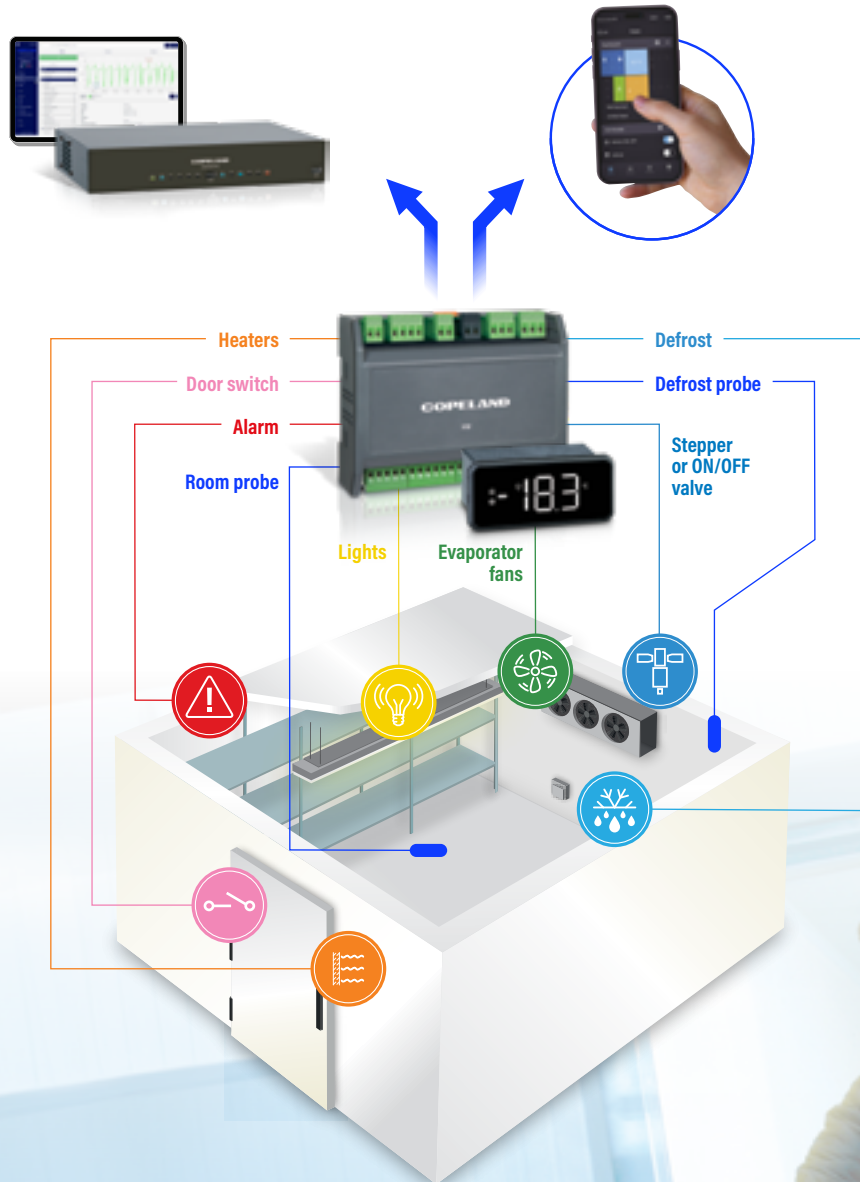 COPELAND
Heaters
Defrost
Door switch
Defrost probe
COPELAND
Alarm
Stepper
or ON/OFF
valve
Room probe
-18.3
Lights
Evaporator
fans